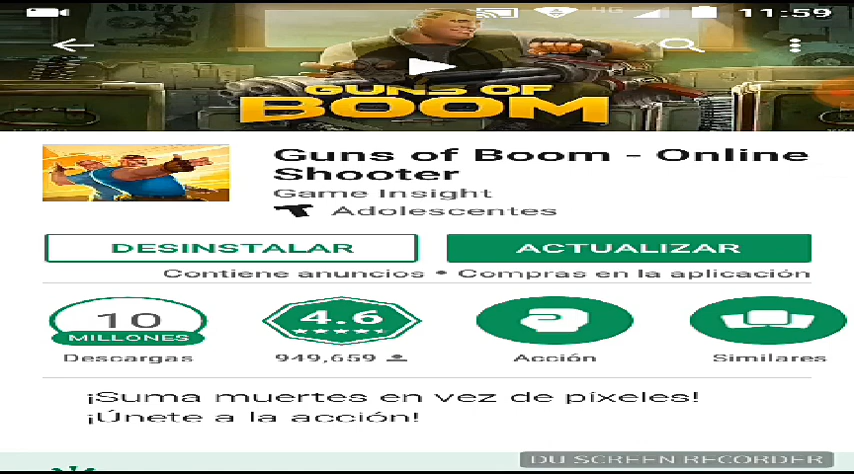 4G 11:59
GUNS OF
BOOM
Guns of Boom - Online
Shooter
Game Insight
T Adolescentes
DESINSTALAR ACTUALIZAR
Contiene anuncios • Compras en la aplicación
10 4.6
MILLONES
Descargas 949,659 Acción Similares
¡Suma muertes en vez de píxeles!
¡Únete a la acción!
DU SCREEN RECORDER